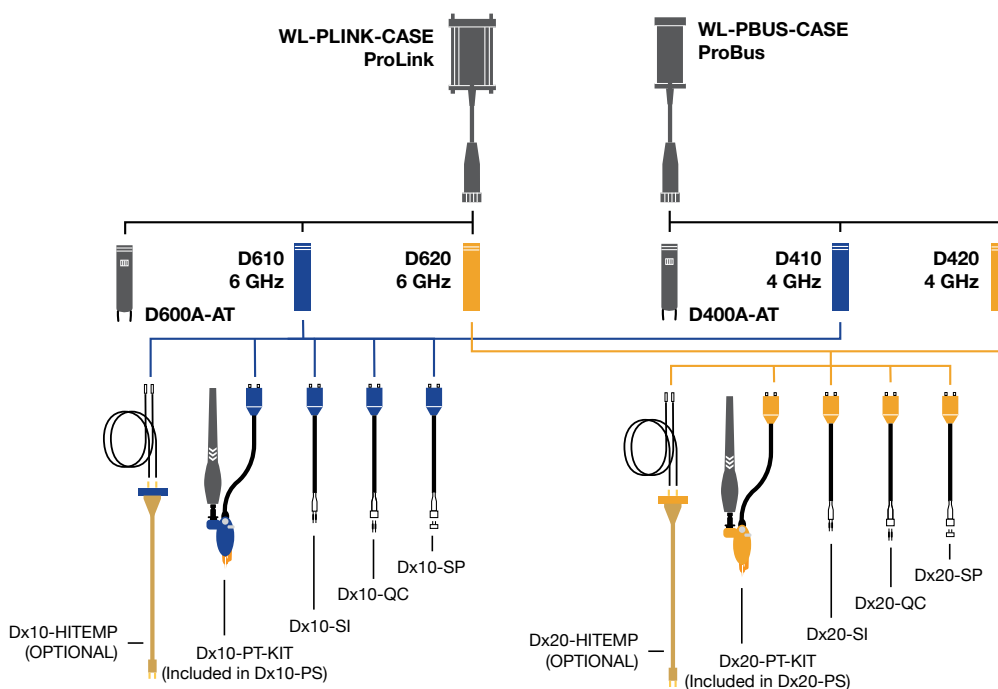 WL-PLINK-CASE
ProLink
WL-PBUS-CASE
ProBus
D610
6 GHz
D620
6 GHz
D410
4 GHz
D420
4 GHz
D600A-AT
D400A-AT
Dx10-SP
Dx10-QC
Dx10-SI
Dx10-HITEMP
(OPTIONAL)
Dx10-PT-KIT
(Included in Dx10-PS)
Dx20-SP
Dx20-QC
Dx20-SI
Dx20-HITEMP
(OPTIONAL)
Dx20-PT-KIT
(Included in Dx20-PS)